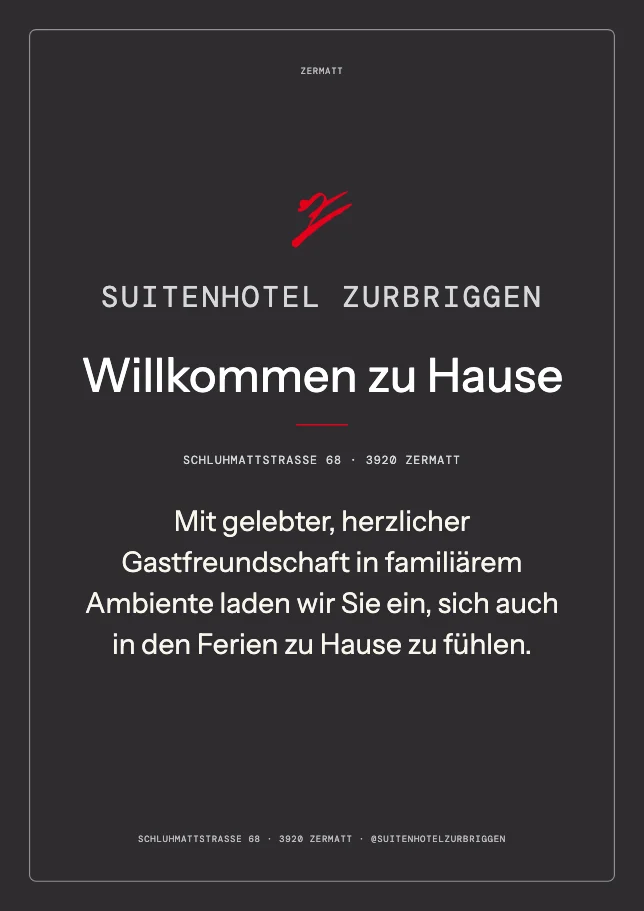 ZERMATT
SUITENHOTEL ZURBRIGGEN
Willkommen zu Hause
SCHLUHMATTSTRASSE 68 · 3920 ZERMATT
Mit gelebter, herzlicher
Gastfreundschaft in familiärem
Ambiente laden wir Sie ein, sich auch
in den Ferien zu Hause zu fühlen.
SCHLUHMATTSTRASSE 68 · 3920 ZERMATT · @SUITENHOTELZURBRIGGEN